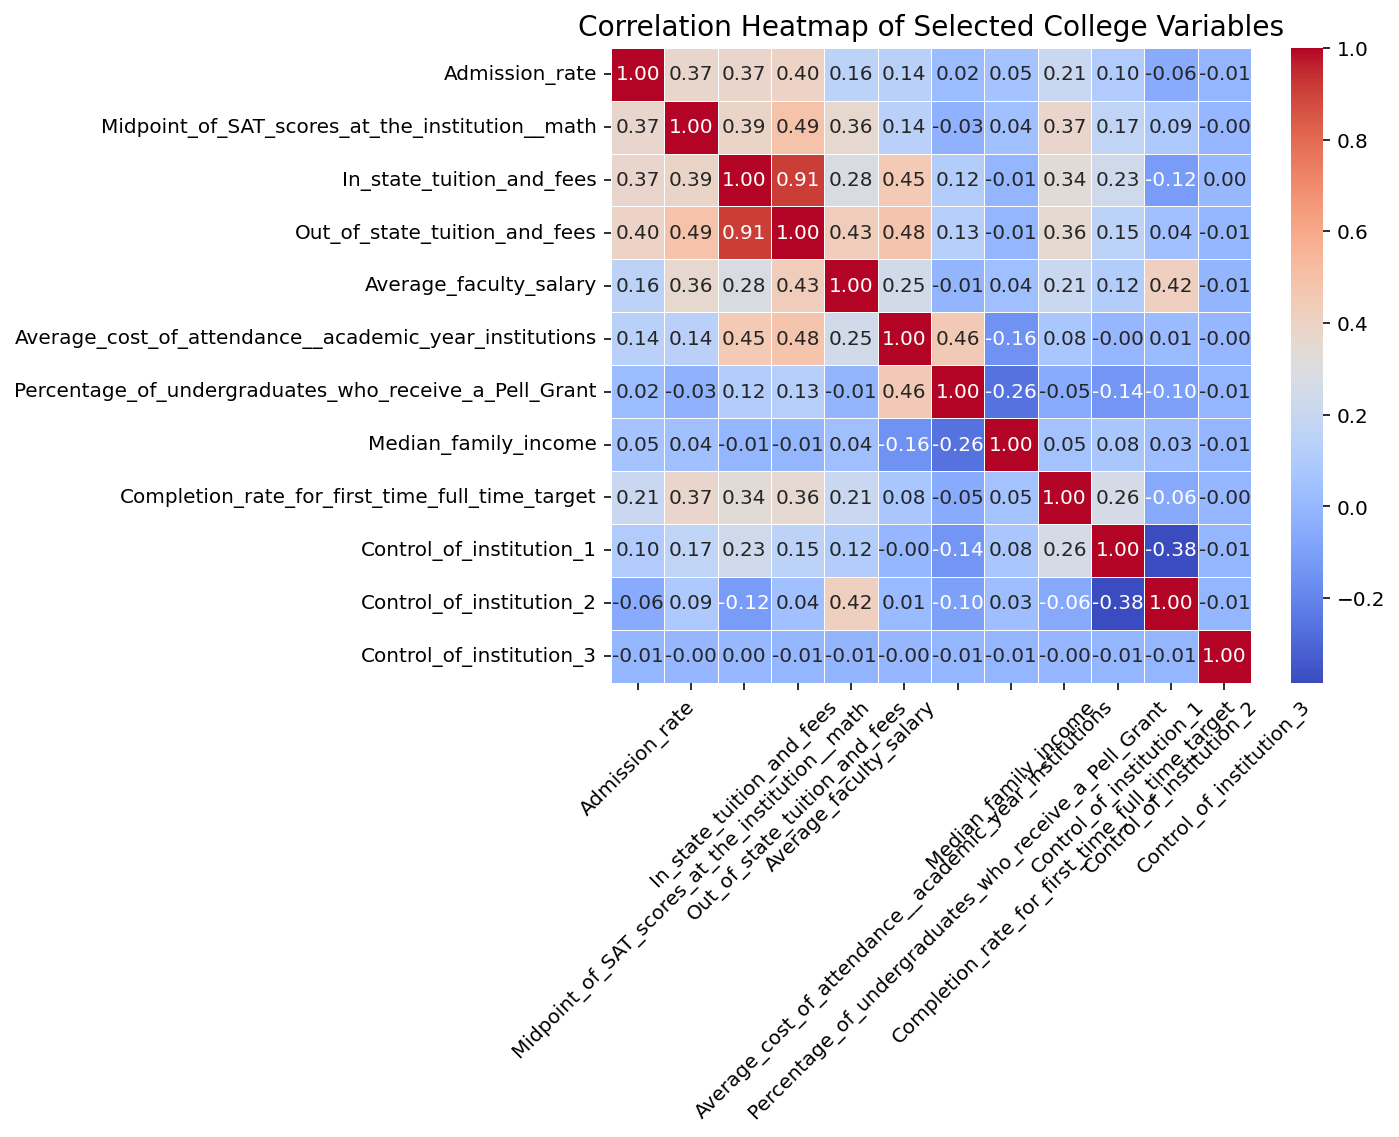 Correlation Heatmap of Selected College Variables
Admission_rate 1.00 0.37 0.37 0.40 0.16 0.14 0.02 0.05 0.21 0.10 -0.06 -0.01
Midpoint_of_SAT_scores_at_the_institution__math 0.37 1.00 0.39 0.49 0.36 0.14 -0.03 0.04 0.37 0.17 0.09 -0.00
In_state_tuition_and_fees 0.37 0.39 1.00 0.91 0.28 0.45 0.12 -0.01 0.34 0.23 -0.12 0.00
Out_of_state_tuition_and_fees 0.40 0.49 0.91 1.00 0.43 0.48 0.13 -0.01 0.36 0.15 0.04 -0.01
Average_faculty_salary 0.16 0.36 0.28 0.43 1.00 0.25 -0.01 0.04 0.21 0.12 0.42 -0.01
Average_cost_of_attendance__academic_year_institutions 0.14 0.14 0.45 0.48 0.25 1.00 0.46 -0.16 0.08 -0.00 0.01 -0.00
Percentage_of_undergraduates_who_receive_a_Pell_Grant 0.02 -0.03 0.12 0.13 -0.01 0.46 1.00 -0.26 -0.05 -0.14 -0.10 -0.01
Median_family_income 0.05 0.04 -0.01 -0.01 0.04 -0.16 -0.26 1.00 0.05 0.08 0.03 -0.01
Completion_rate_for_first_time_full_time_target 0.21 0.37 0.34 0.36 0.21 0.08 -0.05 0.05 1.00 0.26 -0.06 -0.00
Control_of_institution_1 0.10 0.17 0.23 0.15 0.12 -0.00 -0.14 0.08 0.26 1.00 -0.38 -0.01
Control_of_institution_2 -0.06 0.09 -0.12 0.04 0.42 0.01 -0.10 0.03 -0.06 -0.38 1.00 -0.01
Control_of_institution_3 -0.01 -0.00 0.00 -0.01 -0.01 -0.00 -0.01 -0.01 -0.00 -0.01 -0.01 1.00
Admission_rate
Midpoint_of_SAT_scores_at_the_institution__math
In_state_tuition_and_fees
Out_of_state_tuition_and_fees
Average_faculty_salary
Average_cost_of_attendance__academic_year_institutions
Percentage_of_undergraduates_who_receive_a_Pell_Grant
Median_family_income
Completion_rate_for_first_time_full_time_target
Control_of_institution_1
Control_of_institution_2
Control_of_institution_3
1.0
0.8
0.6
0.4
0.2
0.0
−0.2